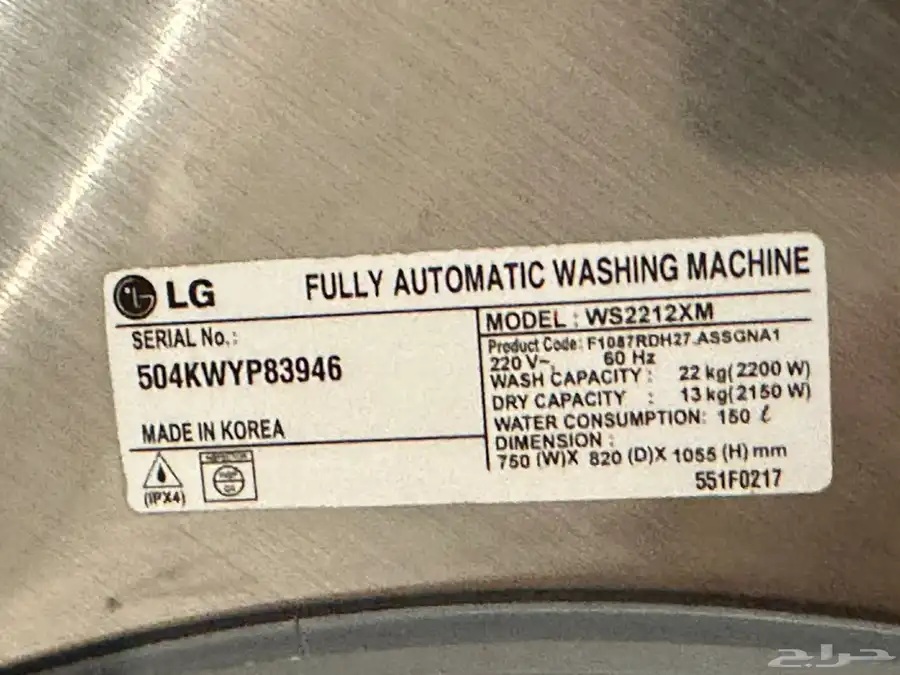 LG FULLY AUTOMATIC WASHING MACHINE
SERIAL No.:
504KWYP83946
MADE IN KOREA
(IPX4)
MODEL : WS2212XM
Product Code: F1087RDH27.ASSGNA1
220 V~, 60 Hz
WASH CAPACITY : 22 kg(2200 W)
DRY CAPACITY : 13 kg(2150 W)
WATER CONSUMPTION: 150 ℓ
DIMENSION :
750 (W)X 820 (D)X 1055 (H) mm
551F0217
حراج